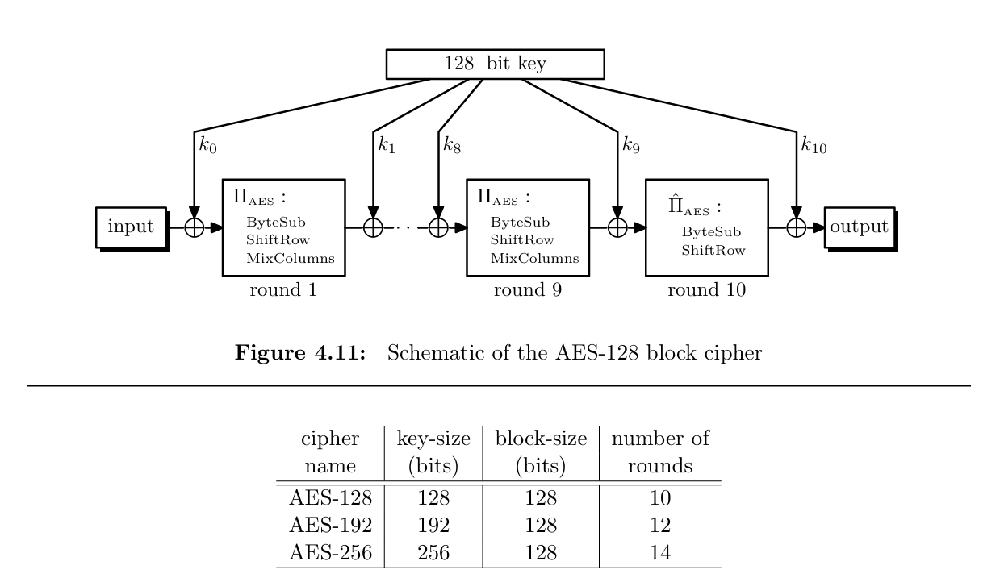 128 bit key
k₀ k₁ k₈ k₉ k₁₀
input
Π_AES :
ByteSub
ShiftRow
MixColumns
round 1
· · ·
Π_AES :
ByteSub
ShiftRow
MixColumns
round 9
Π̂_AES :
ByteSub
ShiftRow
round 10
output
Figure 4.11: Schematic of the AES-128 block cipher
cipher name key-size (bits) block-size (bits) number of rounds
AES-128 128 128 10
AES-192 192 128 12
AES-256 256 128 14